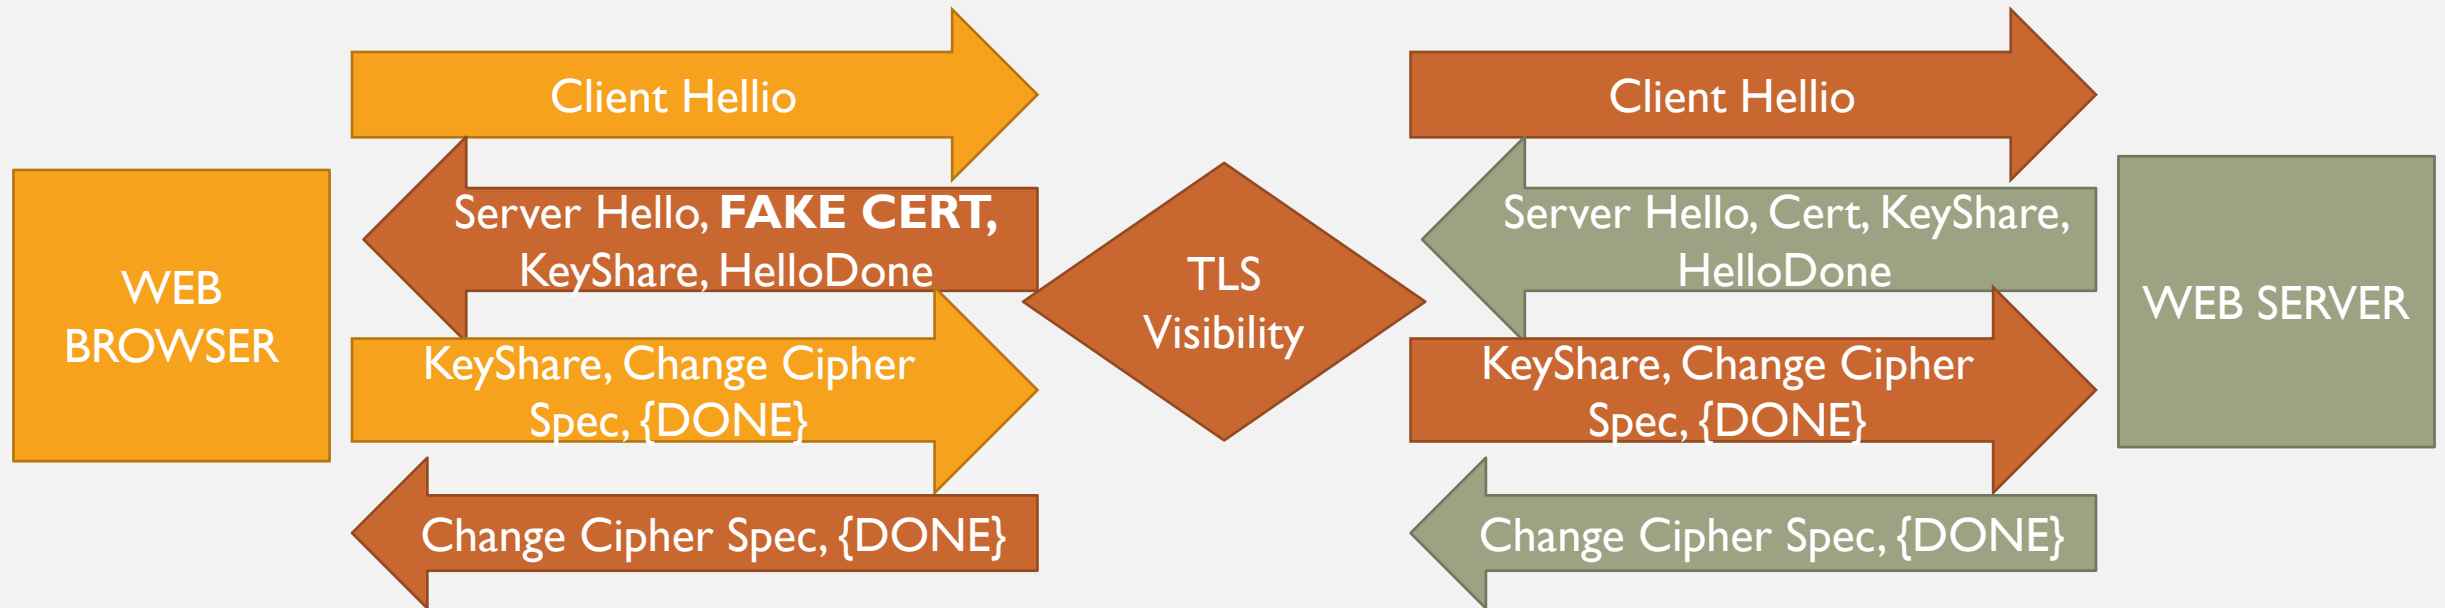 Client Hellio
Client Hellio
Server Hello, FAKE CERT,
KeyShare, HelloDone
Server Hello, Cert, KeyShare,
HelloDone
WEB
BROWSER
TLS
Visibility
WEB SERVER
KeyShare, Change Cipher
Spec, {DONE}
KeyShare, Change Cipher
Spec, {DONE}
Change Cipher Spec, {DONE}
Change Cipher Spec, {DONE}